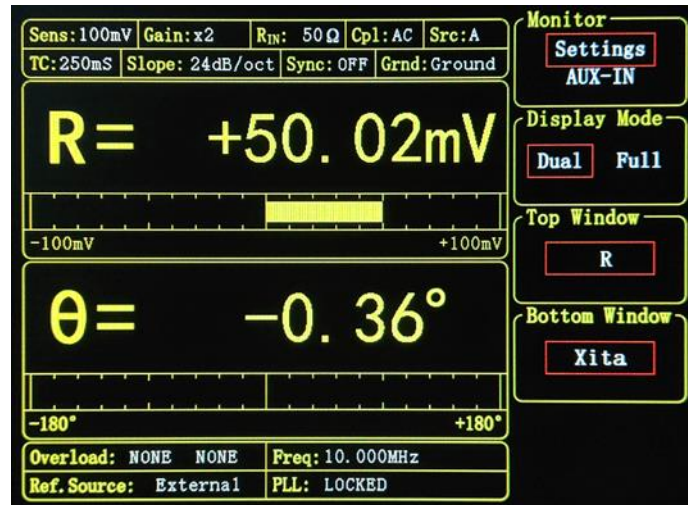 Sens:100mV Gain:x2 RIN: 50Ω Cpl:AC Src:A
TC:250mS Slope: 24dB/oct Sync:OFF Grnd:Ground
R= +50.02mV
-100mV +100mV
θ= -0.36°
-180° +180°
Overload: NONE NONE Freq:10.000MHz
Ref.Source: External PLL: LOCKED
Monitor
Settings
AUX-IN
Display Mode
Dual Full
Top Window
R
Bottom Window
Xita